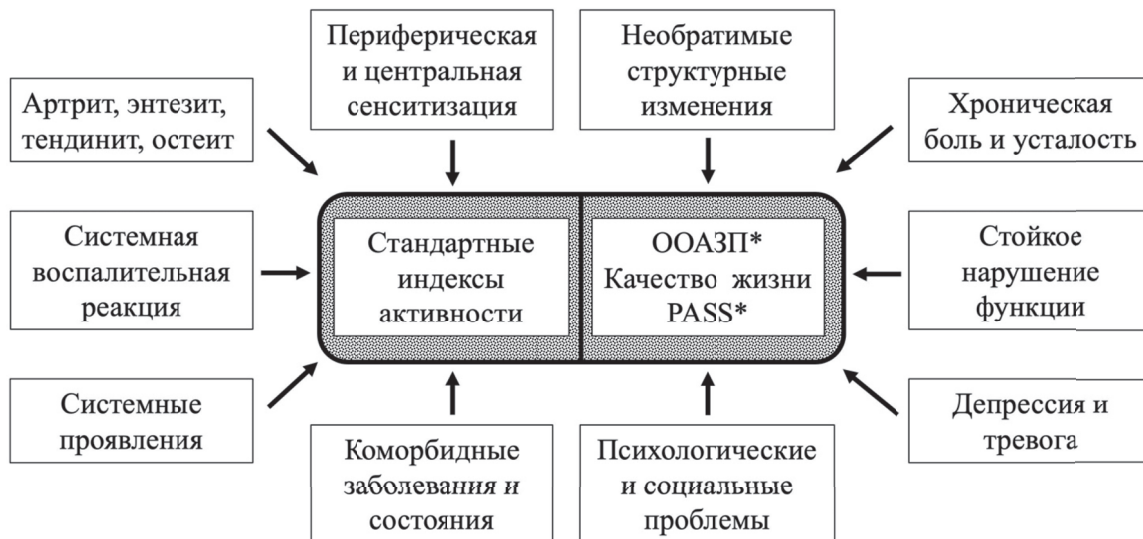 Периферическая
и центральная
сенситизация
Необратимые
структурные
изменения
Артрит, энтезит,
тендинит, остеит
Хроническая
боль и усталость
Системная
воспалительная
реакция
Стандартные
индексы
активности
ООАЗП*
Качество жизни
PASS*
Стойкое
нарушение
функции
Системные
проявления
Депрессия и
тревога
Коморбидные
заболевания и
состояния
Психологические
и социальные
проблемы